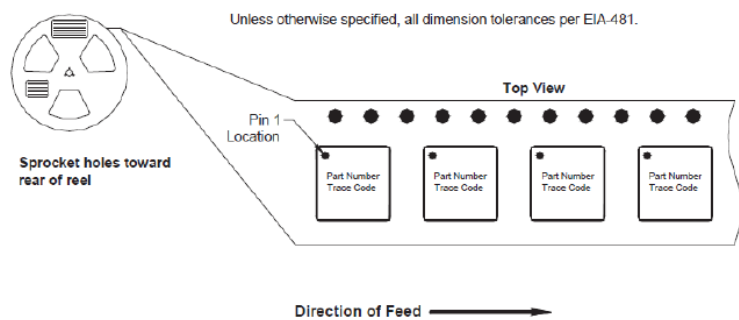 Unless otherwise specified, all dimension tolerances per EIA-481.
Top View
Pin 1
Location
Sprocket holes toward
rear of reel
Part Number
Trace Code
Part Number
Trace Code
Part Number
Trace Code
Part Number
Trace Code
Direction of Feed